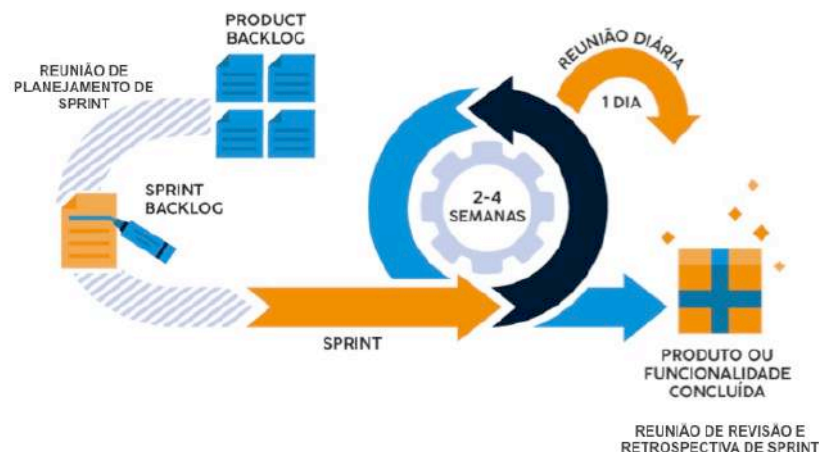 PRODUCT
BACKLOG
REUNIÃO DE
PLANEJAMENTO DE
SPRINT
SPRINT
BACKLOG
REUNIÃO DIÁRIA
1 DIA
2-4
SEMANAS
SPRINT
PRODUTO OU
FUNCIONALIDADE
CONCLUÍDA
REUNIÃO DE REVISÃO E
RETROSPECTIVA DE SPRINT